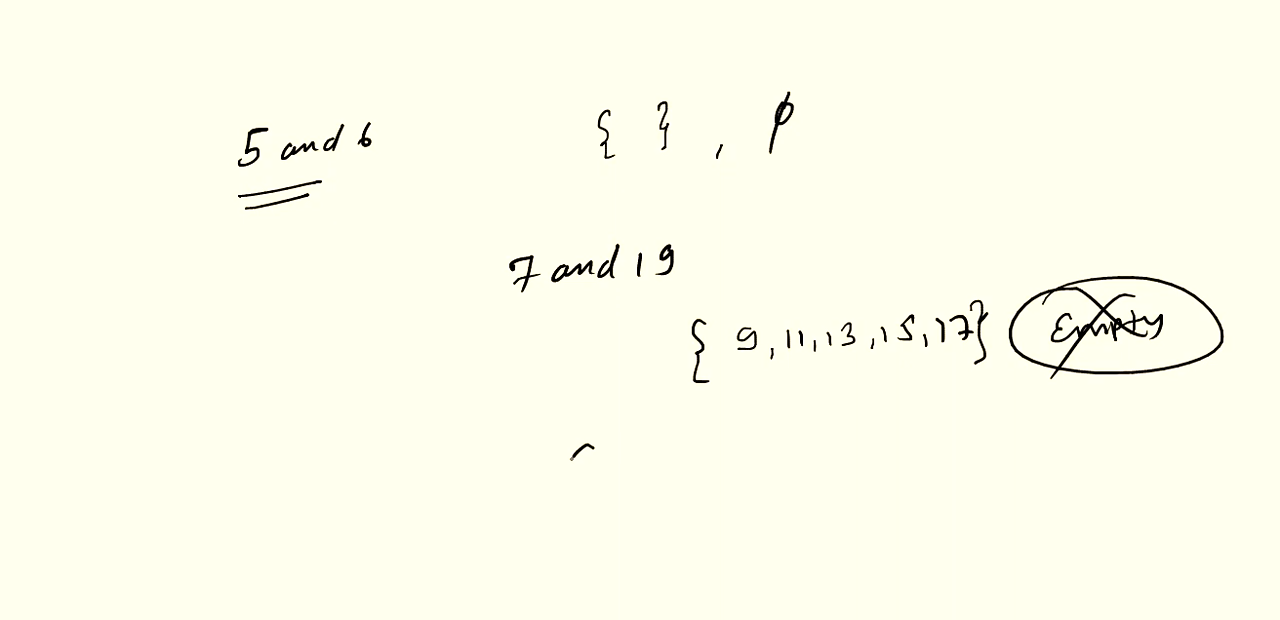 5 and 6 { } , ϕ
7 and 19
{ 9, 11, 13, 15, 17} Empty